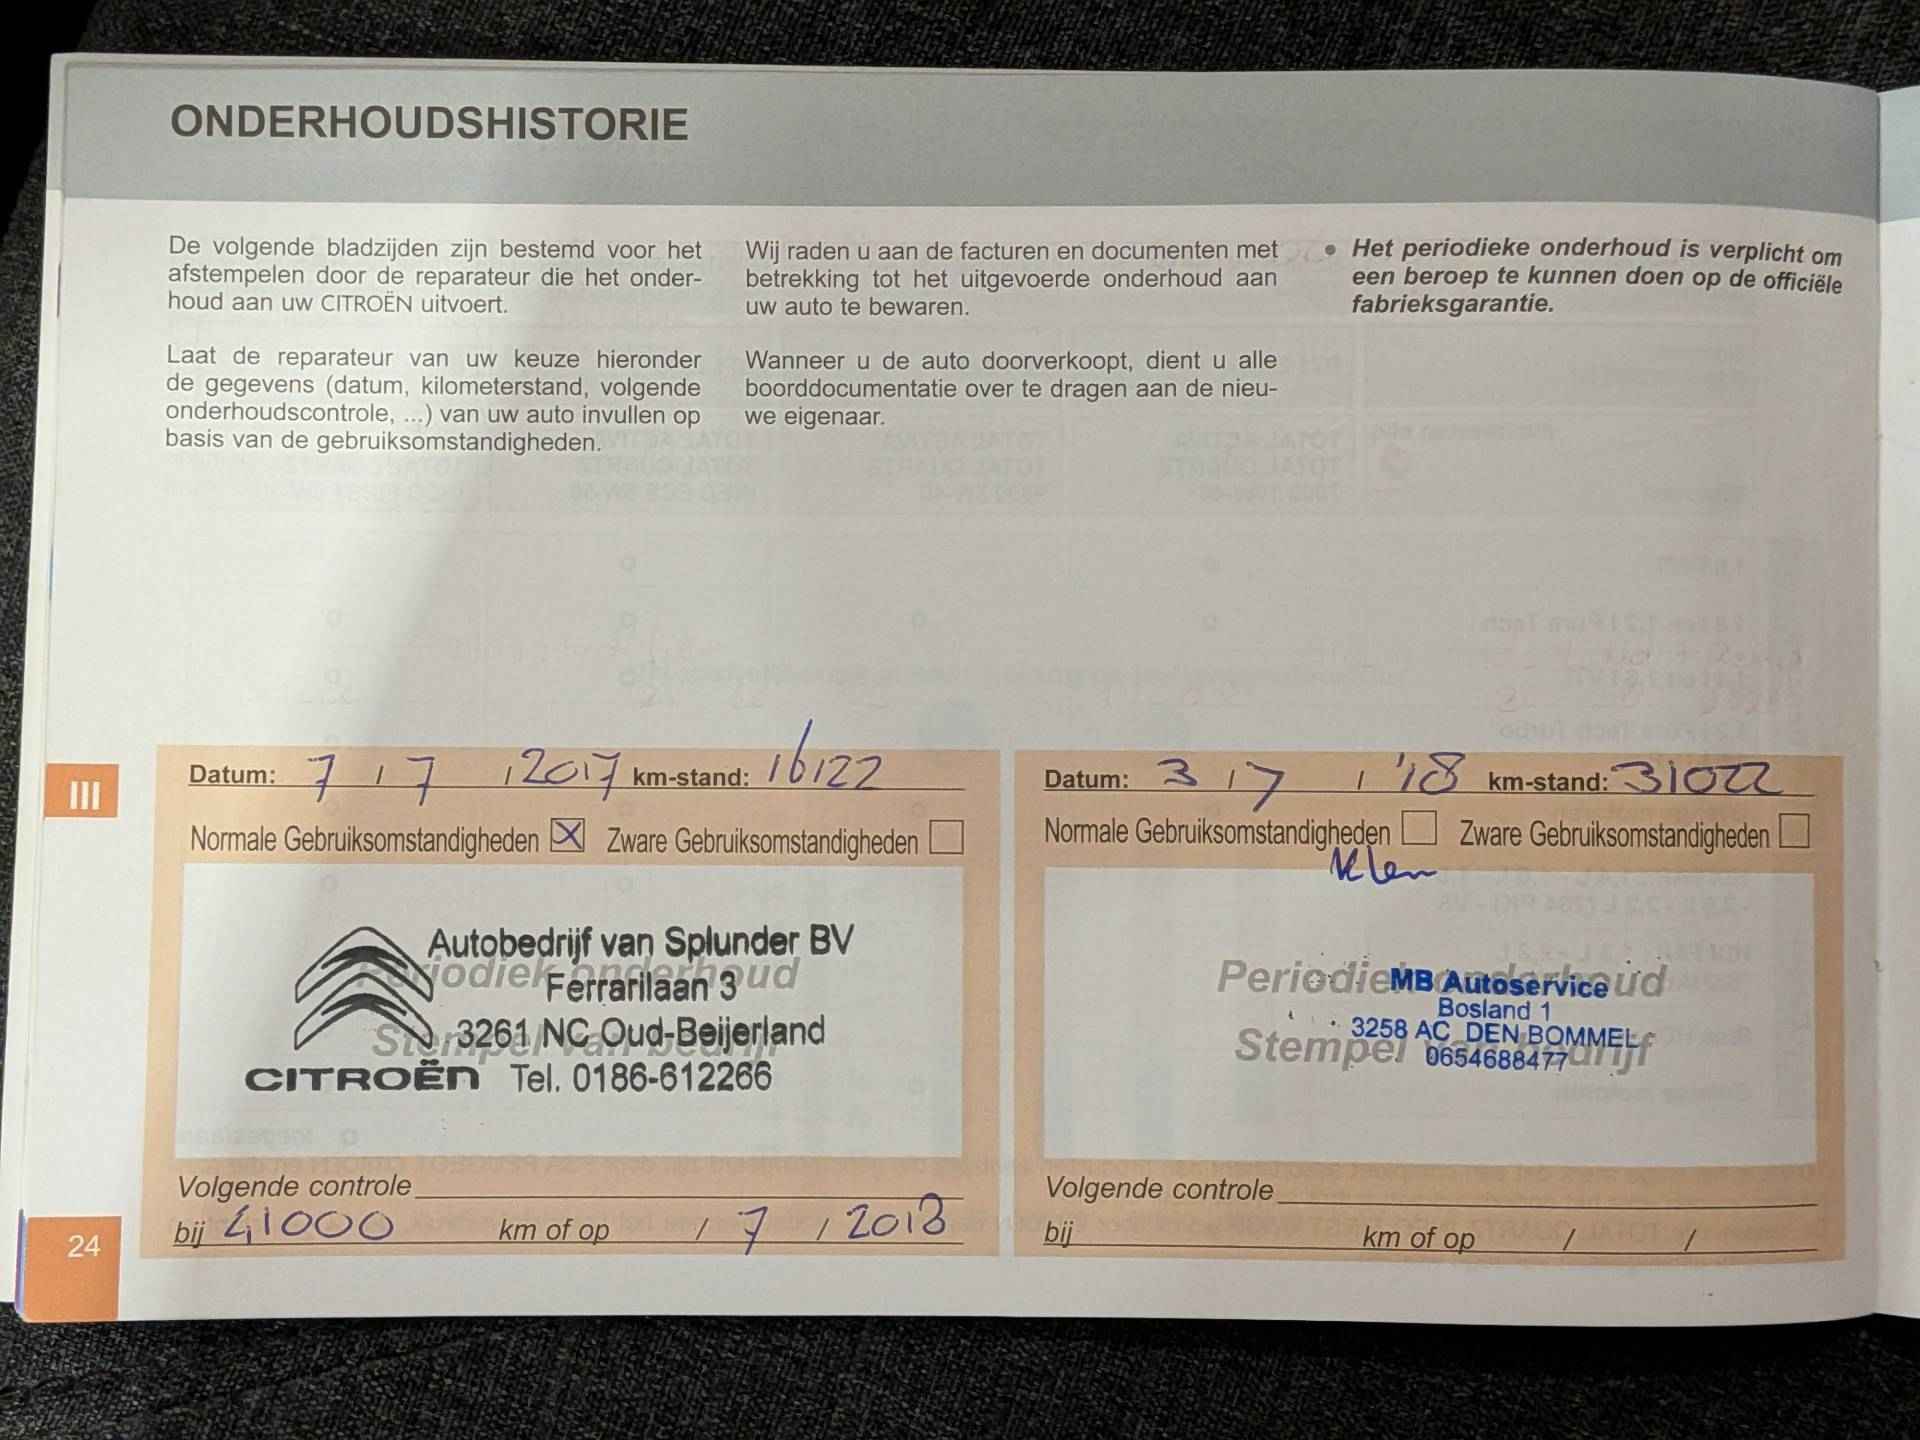 ONDERHOUDSHISTORIE
De volgende bladzijden zijn bestemd voor het
afstempelen door de reparateur die het onder-
houd aan uw CITROËN uitvoert.
Laat de reparateur van uw keuze hieronder
de gegevens (datum, kilometerstand, volgende
onderhoudscontrole, ...) van uw auto invullen op
basis van de gebruiksomstandigheden.
Wij raden u aan de facturen en documenten met
betrekking tot het uitgevoerde onderhoud aan
uw auto te bewaren.
Wanneer u de auto doorverkoopt, dient u alle
boorddocumentatie over te dragen aan de nieu-
we eigenaar.
• Het periodieke onderhoud is verplicht om
een beroep te kunnen doen op de officiële
fabrieksgarantie.
III
Datum: 7 / 7 / 2017 km-stand: 16122
Normale Gebruiksomstandigheden X Zware Gebruiksomstandigheden
Periodiek onderhoud
Stempel van bedrijf
Autobedrijf van Splunder BV
Ferrarilaan 3
3261 NC Oud-Beijerland
CITROËN Tel. 0186-612266
Volgende controle
bij 41000 km of op / 7 / 2018
Datum: 3 / 7 / '18 km-stand: 31022
Normale Gebruiksomstandigheden Zware Gebruiksomstandigheden
Periodiek onderhoud
Stempel van bedrijf
MB Autoservice
Bosland 1
3258 AC DEN BOMMEL
0654688477
Volgende controle
bij km of op / /
24